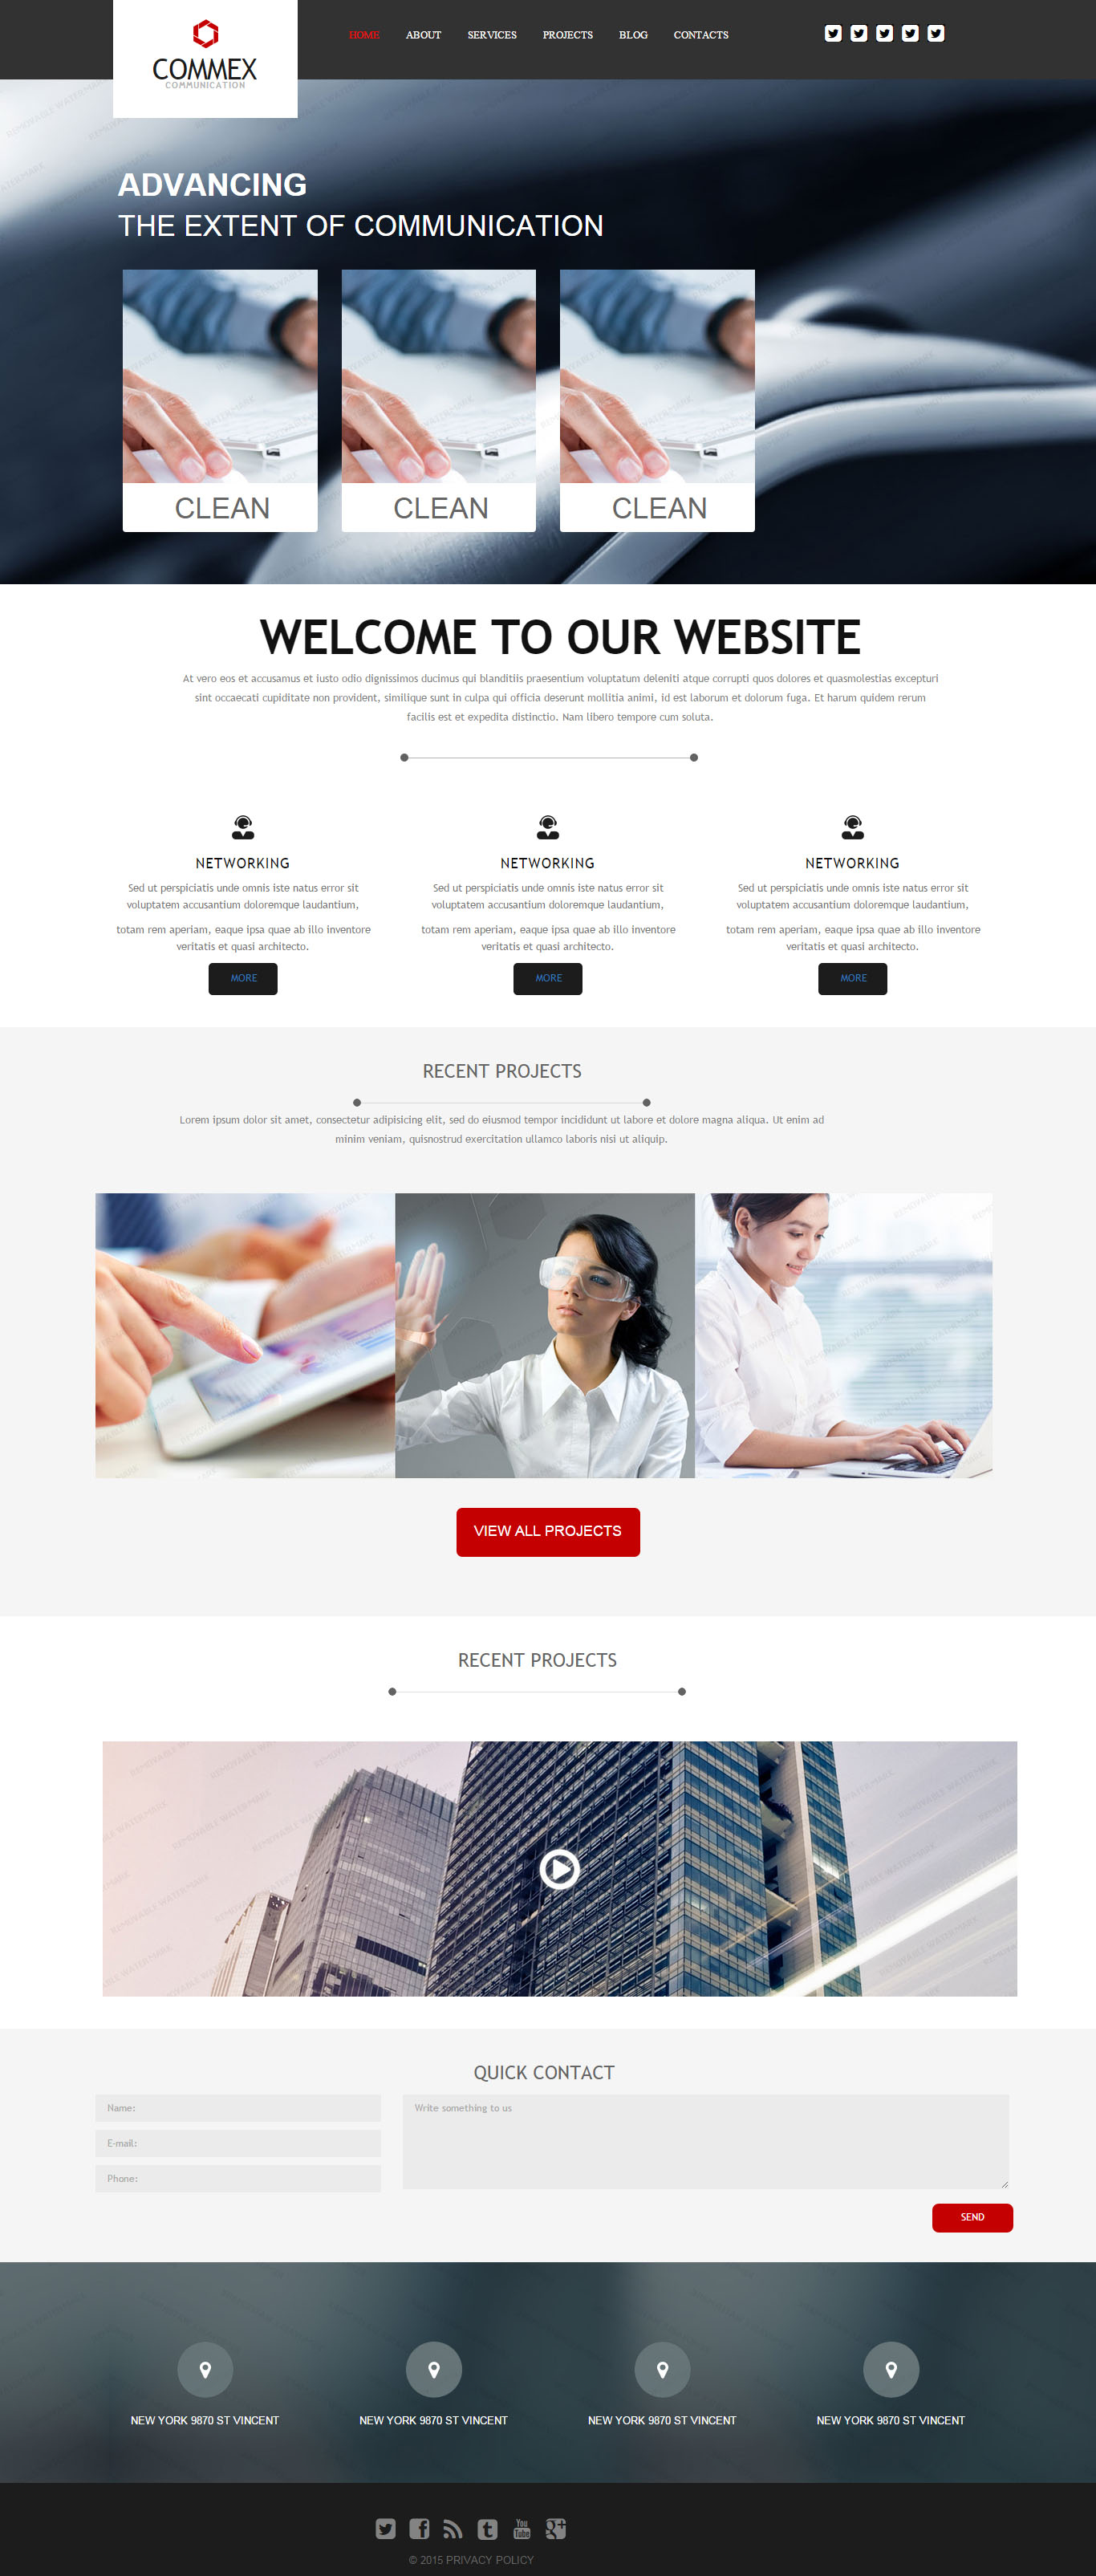 COMMEX
COMMUNICATION
HOME ABOUT SERVICES PROJECTS BLOG CONTACTS
ADVANCING
THE EXTENT OF COMMUNICATION
CLEAN CLEAN CLEAN
WELCOME TO OUR WEBSITE
At vero eos et accusamus et iusto odio dignissimos ducimus qui blanditiis praesentium voluptatum deleniti atque corrupti quos dolores et quasmolestias excepturi
sint occaecati cupiditate non provident, similique sunt in culpa qui officia deserunt mollitia animi, id est laborum et dolorum fuga. Et harum quidem rerum
facilis est et expedita distinctio. Nam libero tempore cum soluta.
NETWORKING
Sed ut perspiciatis unde omnis iste natus error sit
voluptatem accusantium doloremque laudantium,
totam rem aperiam, eaque ipsa quae ab illo inventore
veritatis et quasi architecto.
MORE
NETWORKING
Sed ut perspiciatis unde omnis iste natus error sit
voluptatem accusantium doloremque laudantium,
totam rem aperiam, eaque ipsa quae ab illo inventore
veritatis et quasi architecto.
MORE
NETWORKING
Sed ut perspiciatis unde omnis iste natus error sit
voluptatem accusantium doloremque laudantium,
totam rem aperiam, eaque ipsa quae ab illo inventore
veritatis et quasi architecto.
MORE
RECENT PROJECTS
Lorem ipsum dolor sit amet, consectetur adipisicing elit, sed do eiusmod tempor incididunt ut labore et dolore magna aliqua. Ut enim ad
minim veniam, quisnostrud exercitation ullamco laboris nisi ut aliquip.
VIEW ALL PROJECTS
RECENT PROJECTS
QUICK CONTACT
Name:
E-mail:
Phone:
Write something to us
SEND
NEW YORK 9870 ST VINCENT
NEW YORK 9870 ST VINCENT
NEW YORK 9870 ST VINCENT
NEW YORK 9870 ST VINCENT
You Tube
© 2015 PRIVACY POLICY